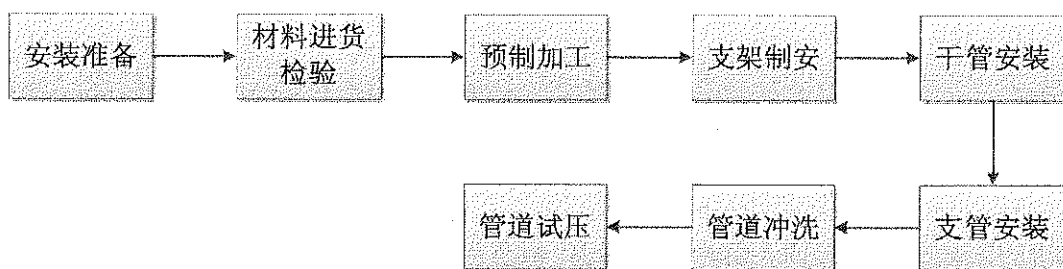 安装准备
材料进货
检验
预制加工
支架制安
干管安装
支管安装
管道冲洗
管道试压